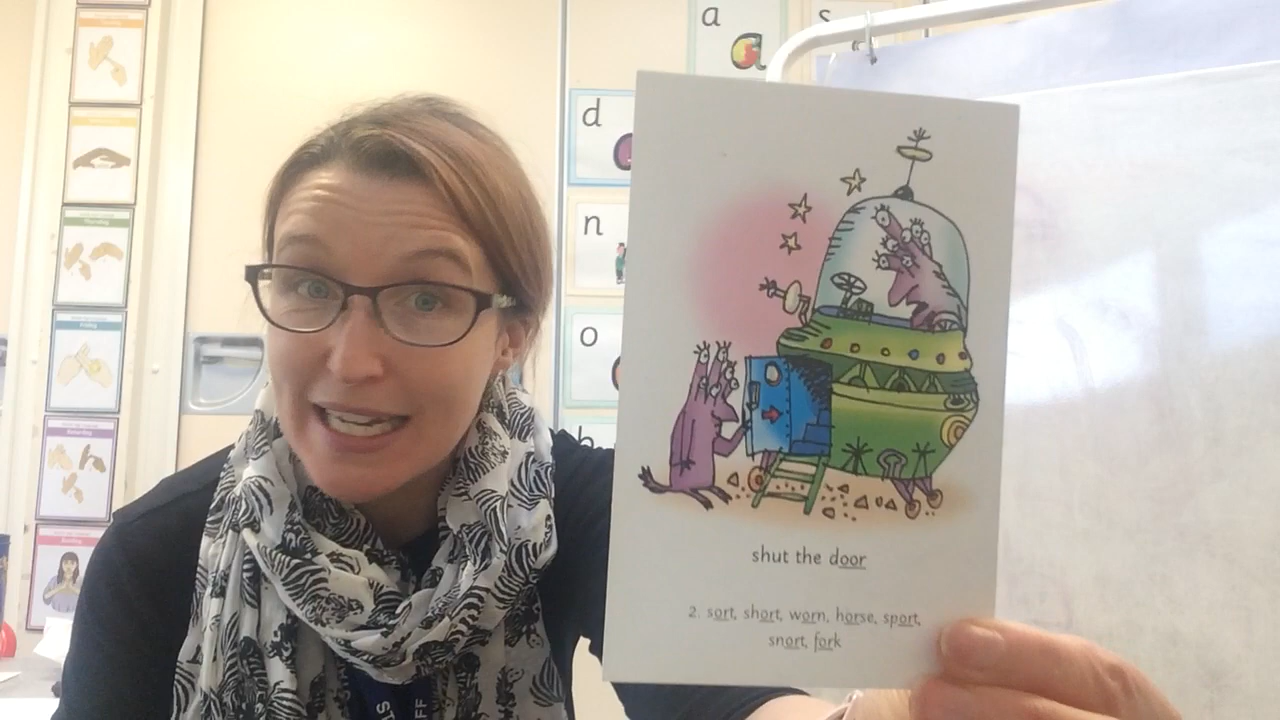 a
s
d
n
o
h
shut the door
2. sort, short, worn, horse, sport,
snort, fork